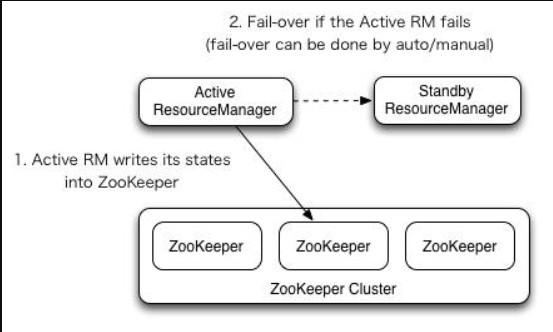 2. Fail-over if the Active RM fails
(fail-over can be done by auto/manual)
Active
ResourceManager
Standby
ResourceManager
1. Active RM writes its states
into ZooKeeper
ZooKeeper
ZooKeeper
ZooKeeper
ZooKeeper Cluster